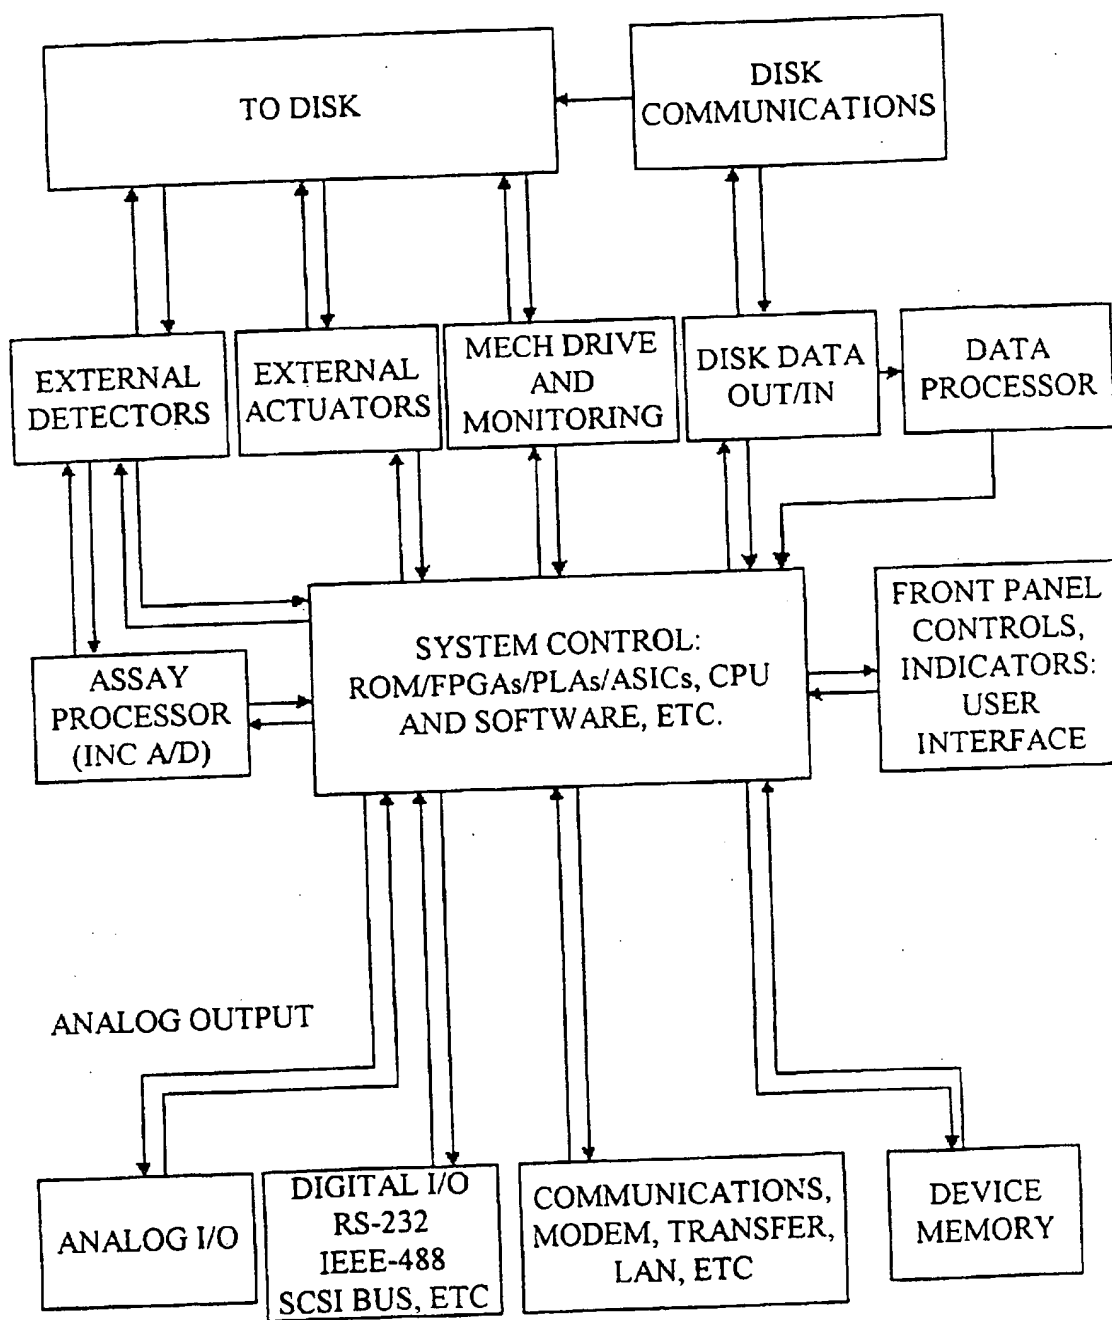 TO DISK
DISK
COMMUNICATIONS
EXTERNAL
DETECTORS
EXTERNAL
ACTUATORS
MECH DRIVE
AND
MONITORING
DISK DATA
OUT/IN
DATA
PROCESSOR
ASSAY
PROCESSOR
(INC A/D)
SYSTEM CONTROL:
ROM/FPGAs/PLAs/ASICs, CPU
AND SOFTWARE, ETC.
FRONT PANEL
CONTROLS,
INDICATORS:
USER
INTERFACE
ANALOG OUTPUT
ANALOG I/O
DIGITAL I/O
RS-232
IEEE-488
SCSI BUS, ETC
COMMUNICATIONS,
MODEM, TRANSFER,
LAN, ETC
DEVICE
MEMORY